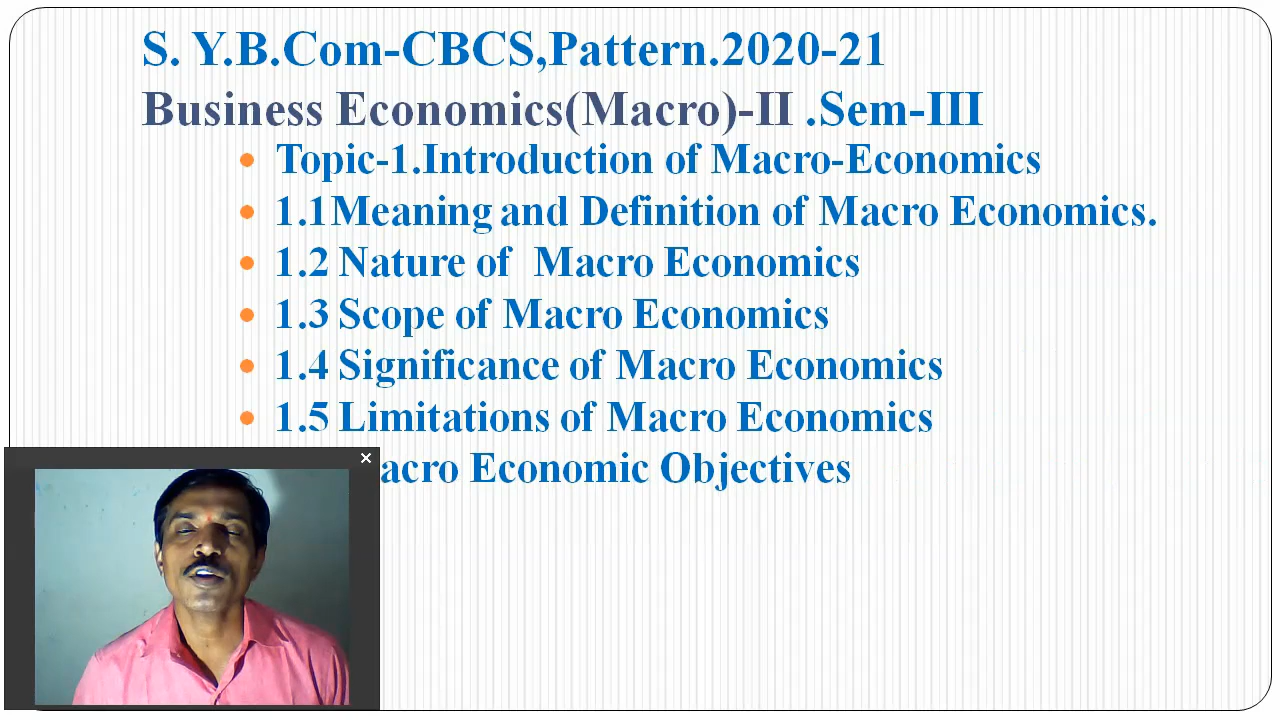 S. Y.B.Com-CBCS,Pattern.2020-21
Business Economics(Macro)-II .Sem-III
Topic-1.Introduction of Macro-Economics
1.1Meaning and Definition of Macro Economics.
1.2 Nature of Macro Economics
1.3 Scope of Macro Economics
1.4 Significance of Macro Economics
1.5 Limitations of Macro Economics
acro Economic Objectives